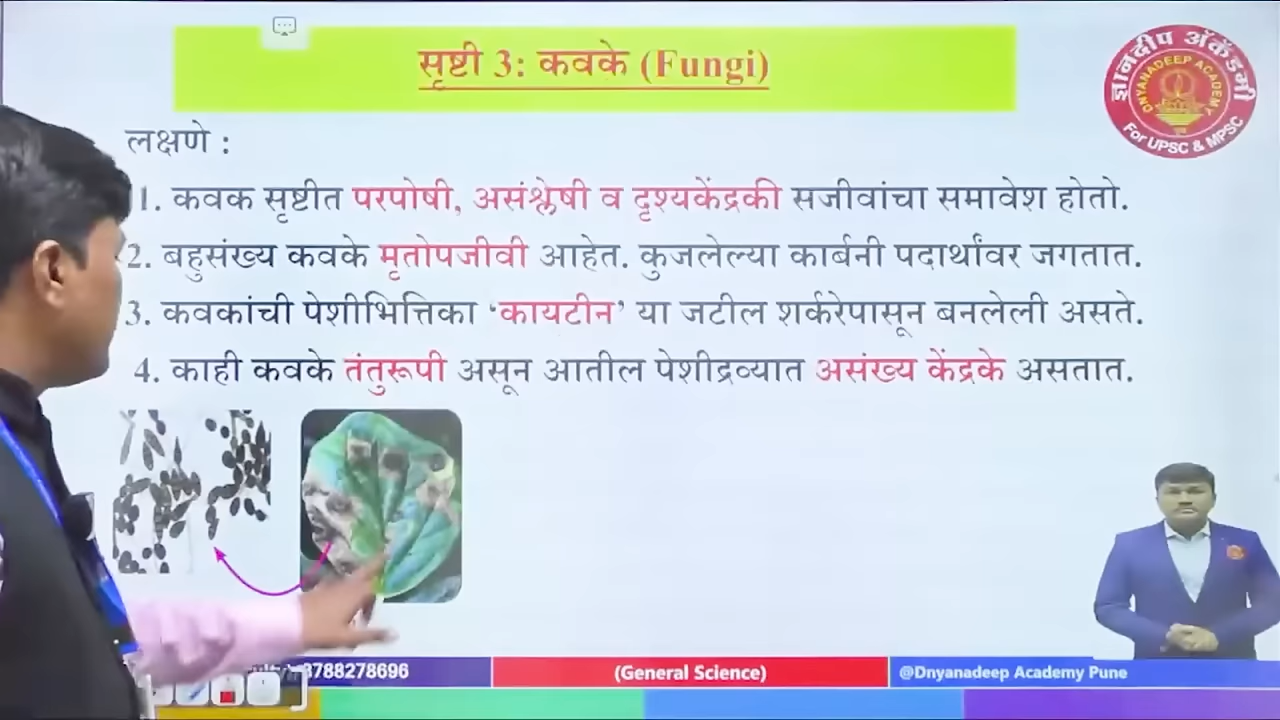 सृष्टी 3: कवके (Fungi)
ज्ञानदीप ॲकॅडमी
DNYANADEEP ACADEMY
For UPSC & MPSC
लक्षणे :
1. कवक सृष्टीत परपोषी, असंश्लेषी व दृश्यकेंद्रकी सजीवांचा समावेश होतो.
2. बहुसंख्य कवके मृतोपजीवी आहेत. कुजलेल्या कार्बनी पदार्थांवर जगतात.
3. कवकांची पेशीभित्तिका ‘कायटीन’ या जटील शर्करेपासून बनलेली असते.
4. काही कवके तंतुरूपी असून आतील पेशीद्रव्यात असंख्य केंद्रके असतात.
8788278696
(General Science)
@Dnyanadeep Academy Pune